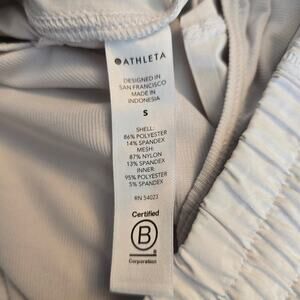 ATHLETA
DESIGNED IN
SAN FRANCISCO
MADE IN
INDONESIA
S
SHELL:
86% POLYESTER
14% SPANDEX
MESH:
87% NYLON
13% SPANDEX
INNER:
95% POLYESTER
5% SPANDEX
RN 54023
Certified
B
Corporation